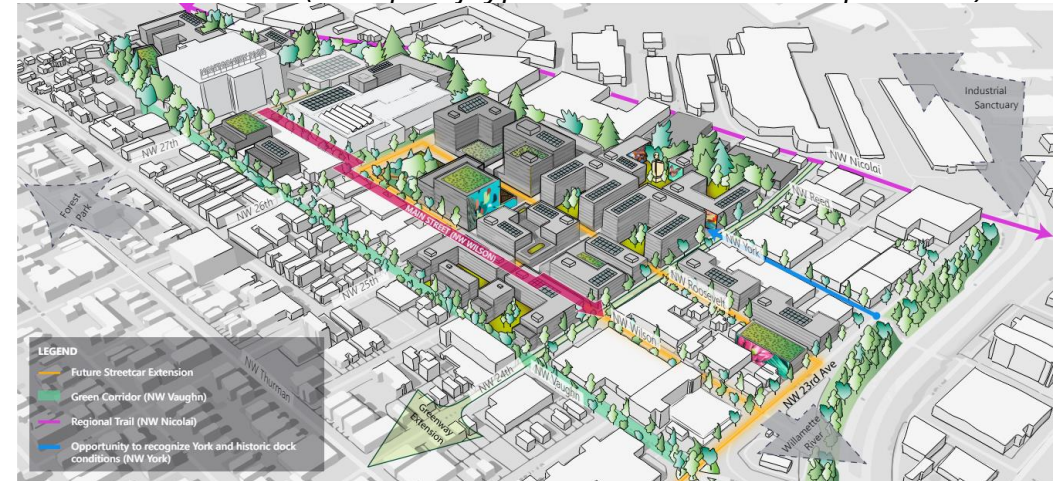 Industrial
Sanctuary
NW Nicolai
NW 27th
NW Reed
Forest
Park
NW 26th
MAIN STREET (NW WILSON)
NW York
NW 25th
NW Roosevelt
NW Wilson
LEGEND
Future Streetcar Extension
Green Corridor (NW Vaughn)
Regional Trail (NW Nicolai)
Opportunity to recognize York and historic dock
conditions (NW York)
NW Thurman
NW 24th
NW Vaughn
NW 23rd Ave
Greenway
Extension
Willamette
River